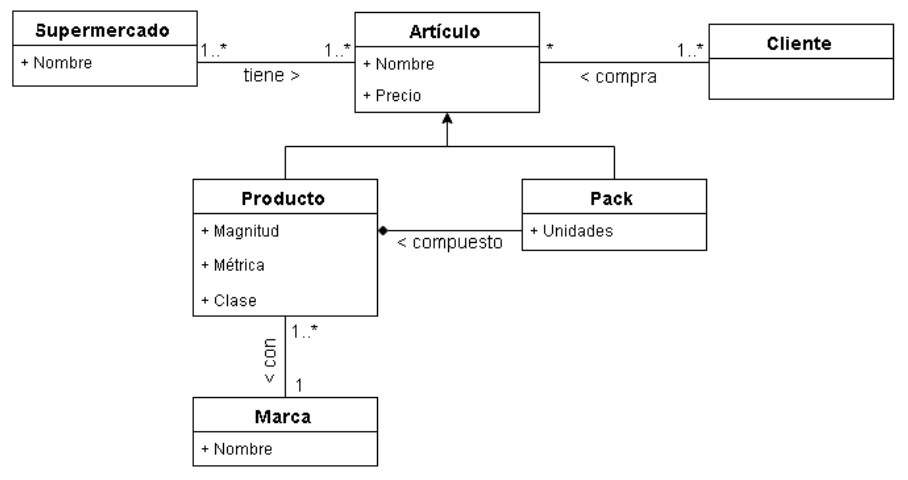 Supermercado
+ Nombre
1..*
1..*
tiene >
Artículo
+ Nombre
+ Precio
*
1..*
< compra
Cliente
Producto
+ Magnitud
+ Métrica
+ Clase
< compuesto
Pack
+ Unidades
1..*
< con
1
Marca
+ Nombre